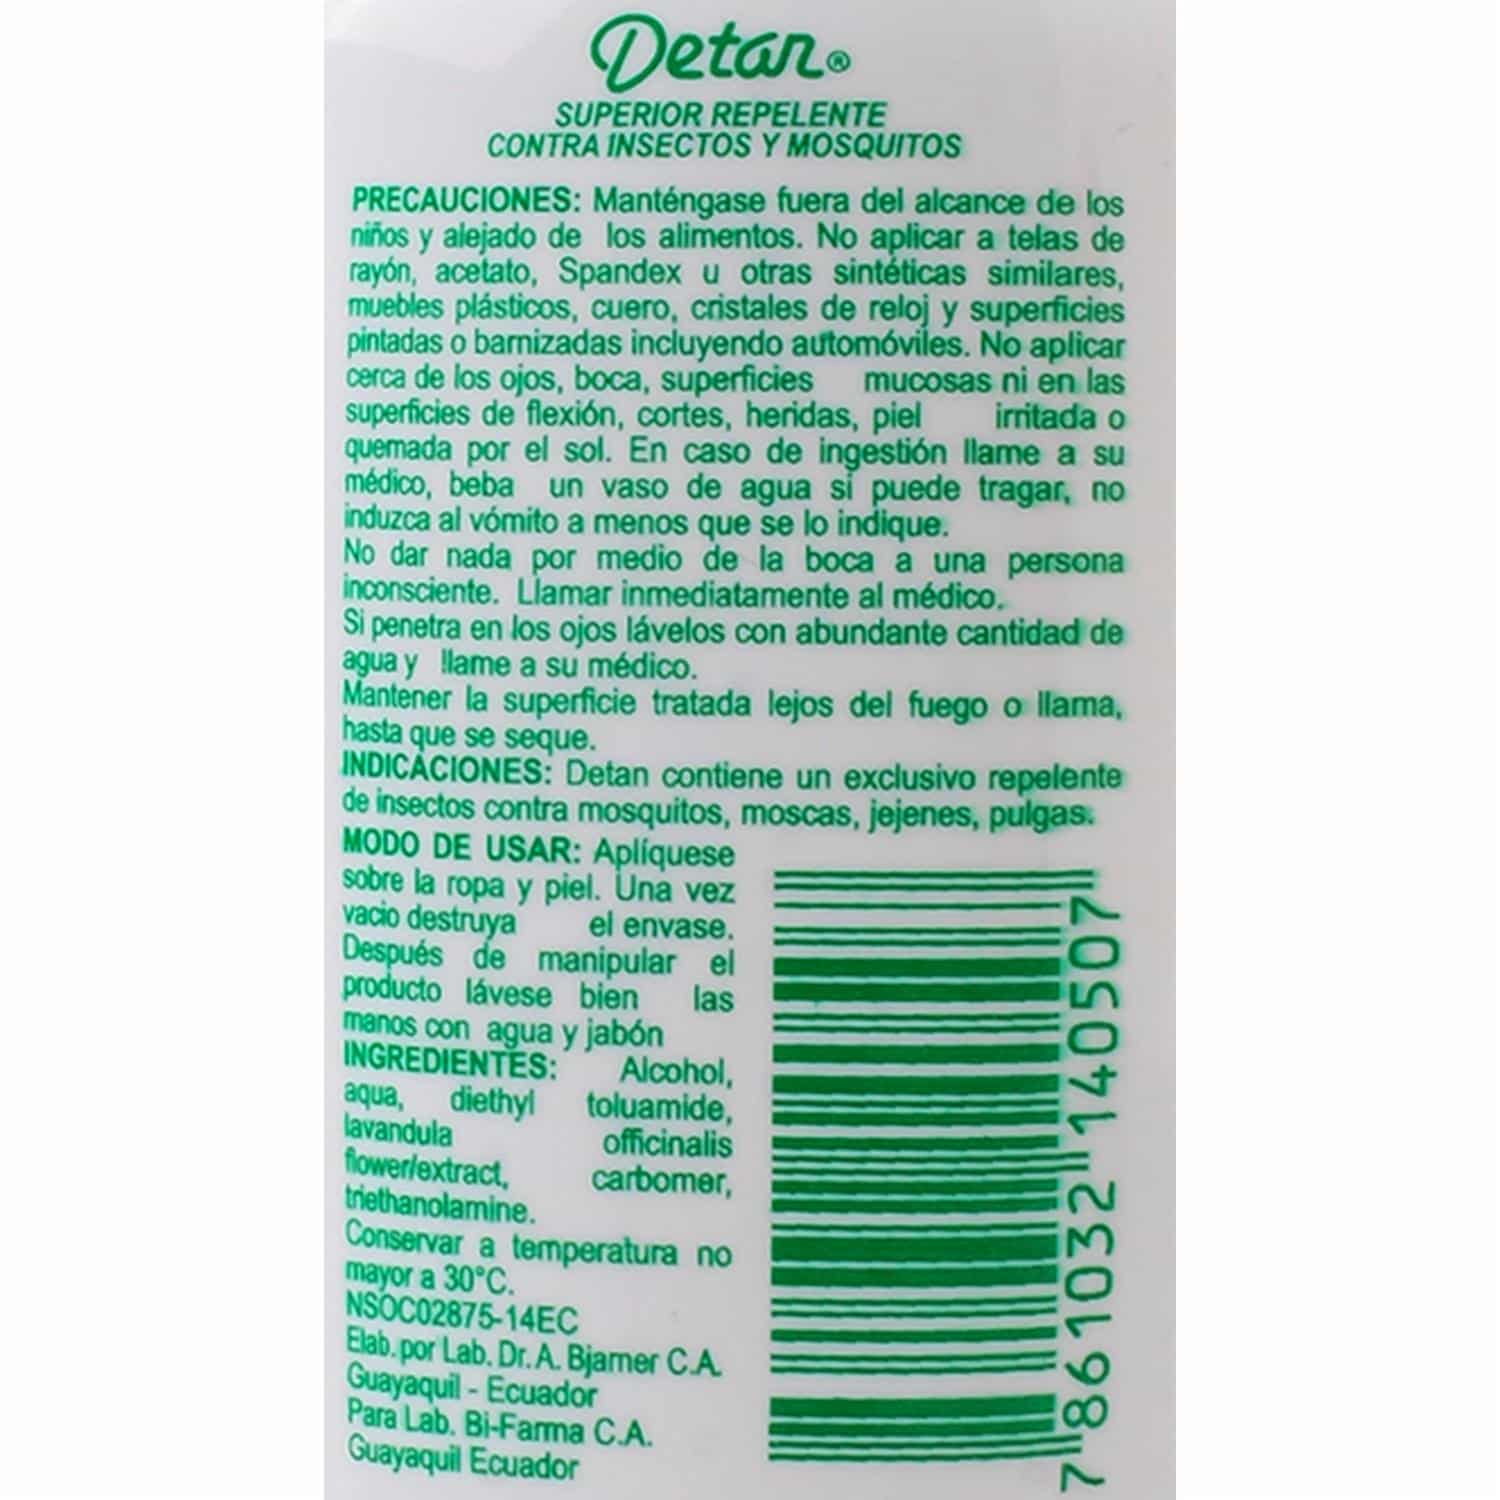 Detan®
SUPERIOR REPELENTE
CONTRA INSECTOS Y MOSQUITOS
PRECAUCIONES: Manténgase fuera del alcance de los
niños y alejado de los alimentos. No aplicar a telas de
rayón, acetato, Spandex u otras sintéticas similares,
muebles plásticos, cuero, cristales de reloj y superficies
pintadas o barnizadas incluyendo automóviles. No aplicar
cerca de los ojos, boca, superficies mucosas ni en las
superficies de flexión, cortes, heridas, piel irritada o
quemada por el sol. En caso de ingestión llame a su
médico, beba un vaso de agua si puede tragar, no
induzca al vómito a menos que se lo indique.
No dar nada por medio de la boca a una persona
inconsciente. Llamar inmediatamente al médico.
Si penetra en los ojos lávelos con abundante cantidad de
agua y llame a su médico.
Mantener la superficie tratada lejos del fuego o llama,
hasta que se seque.
INDICACIONES: Detan contiene un exclusivo repelente
de insectos contra mosquitos, moscas, jejenes, pulgas.
MODO DE USAR: Aplíquese
sobre la ropa y piel. Una vez
vacio destruya el envase.
Después de manipular el
producto lávese bien las
manos con agua y jabón
INGREDIENTES: Alcohol,
aqua, diethyl toluamide,
lavandula officinalis
flower/extract, carbomer,
triethanolamine.
Conservar a temperatura no
mayor a 30°C.
NSOC02875-14EC
Elab. por Lab. Dr. A. Bjarner C.A.
Guayaquil - Ecuador
Para Lab. Bi-Farma C.A.
Guayaquil Ecuador
7 861032 140507